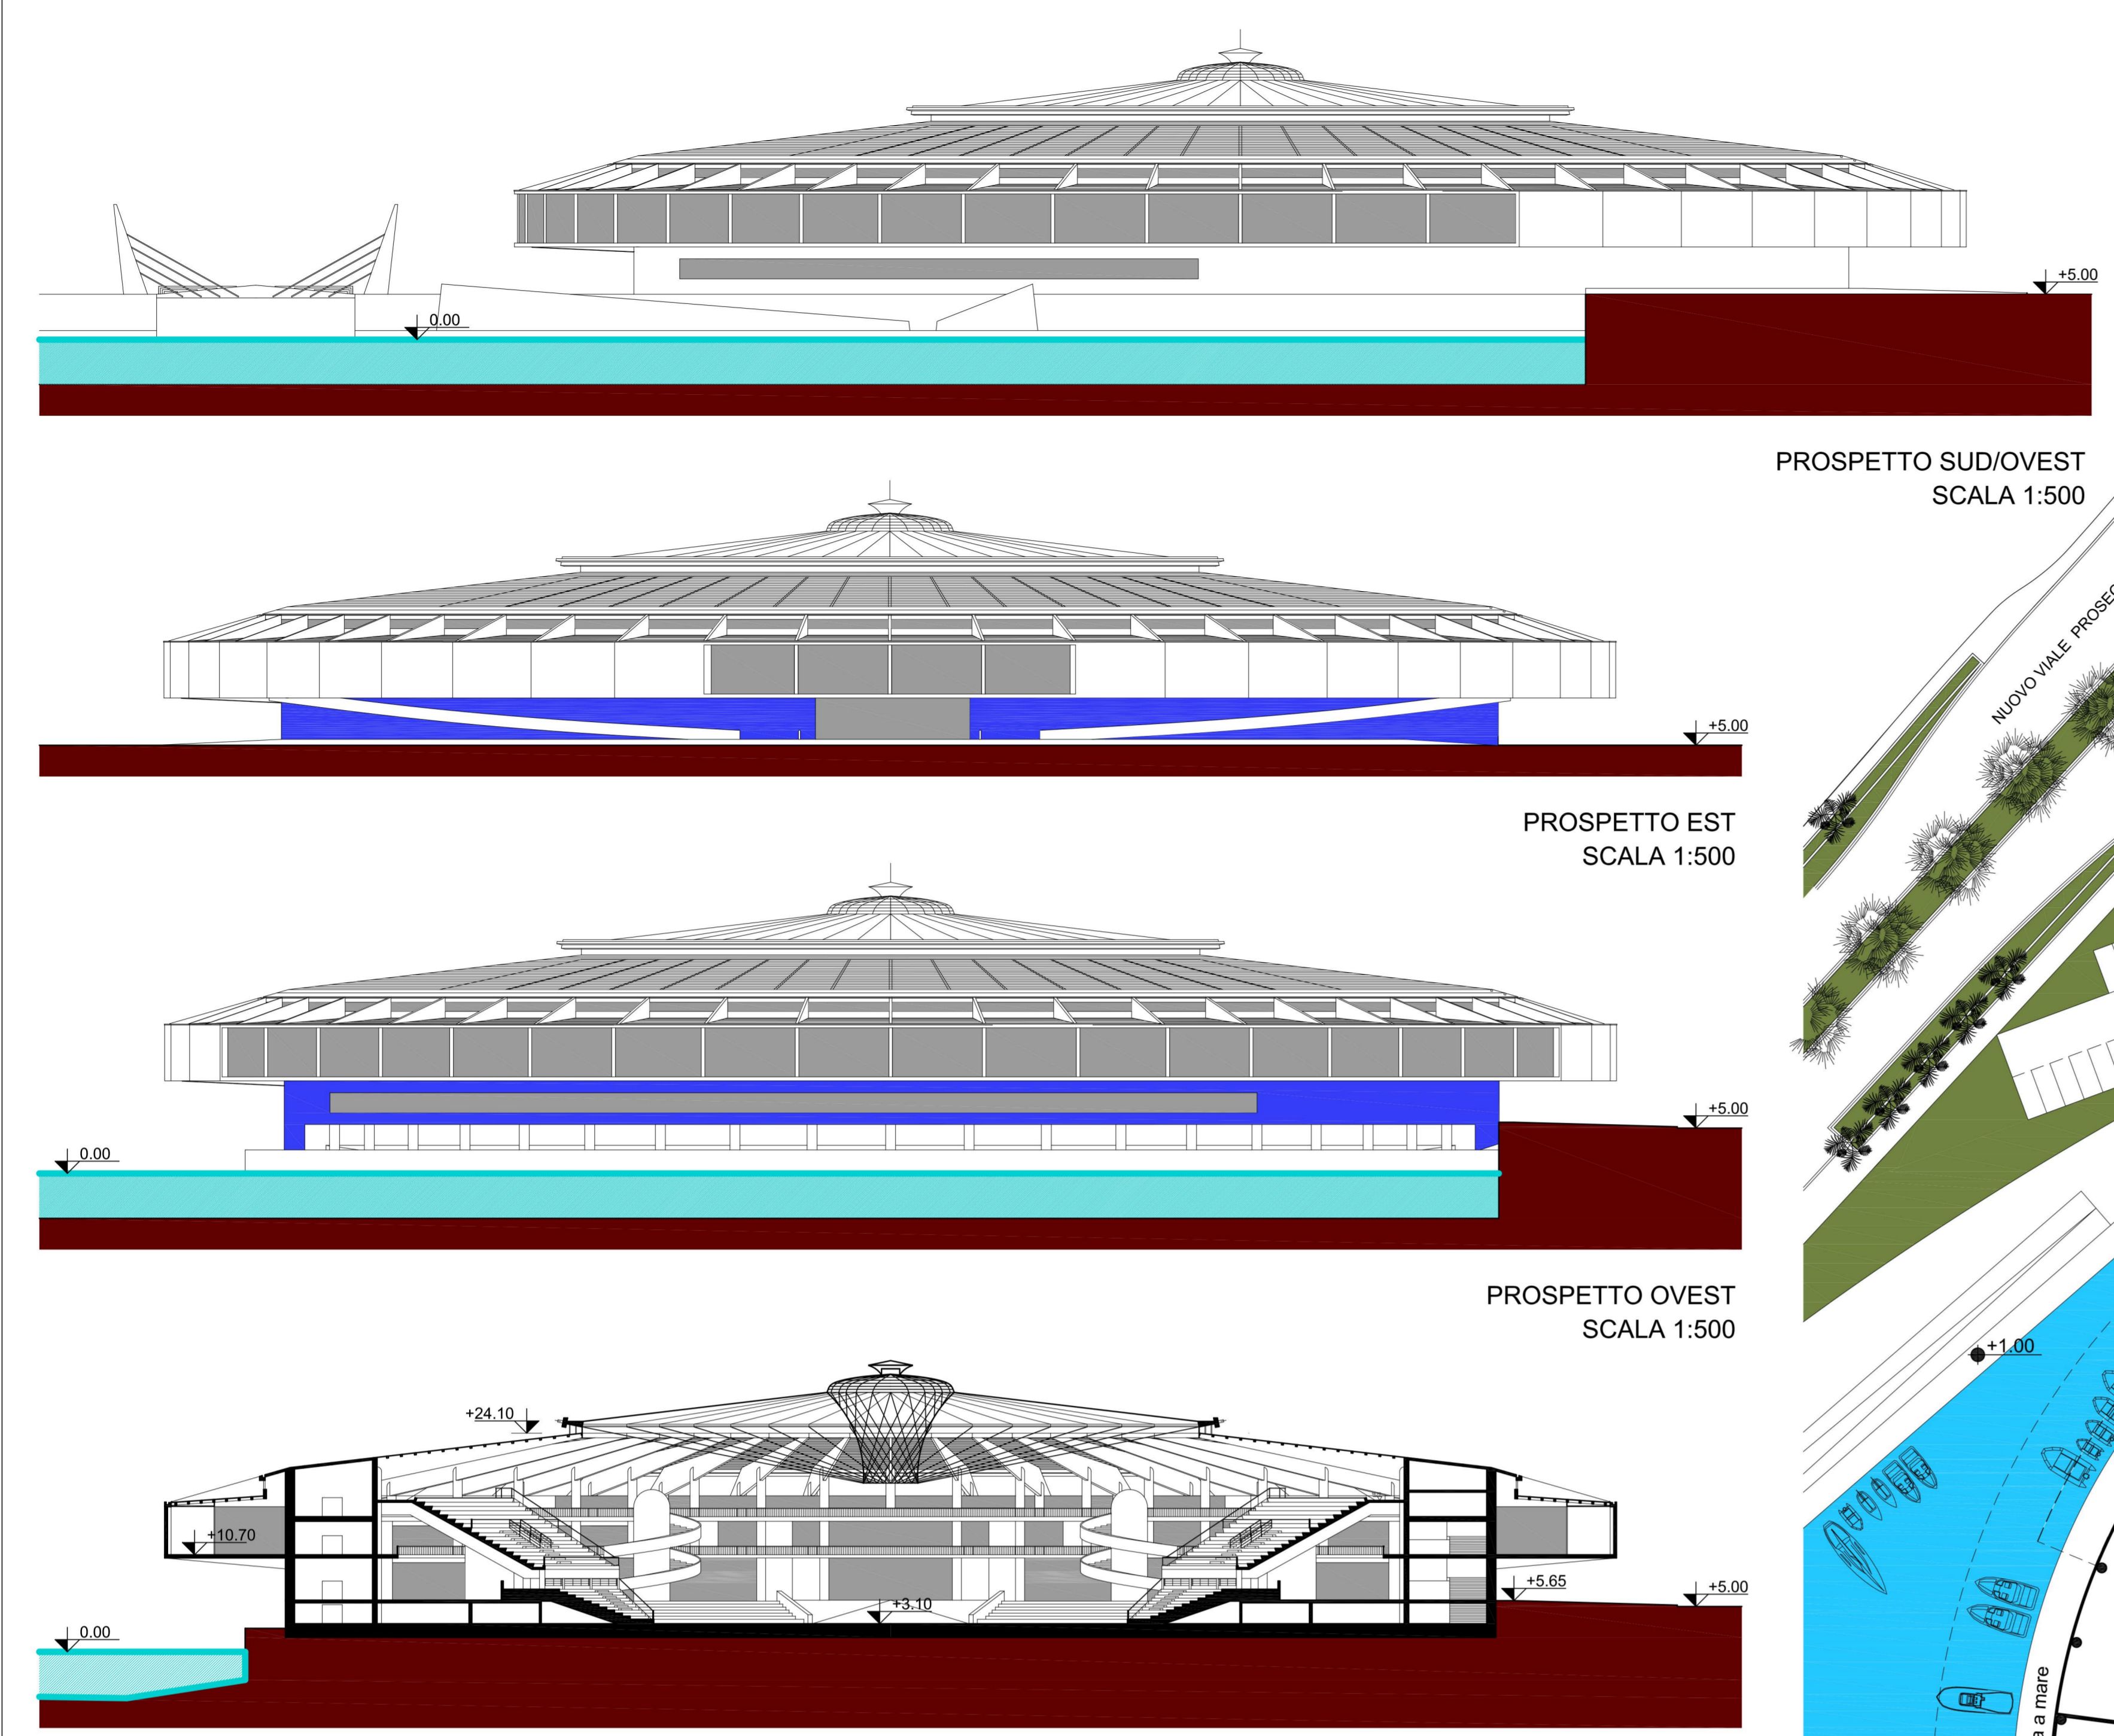 +5.00
0.00
PROSPETTO SUD/OVEST
SCALA 1:500
+5.00
PROSPETTO EST
SCALA 1:500
NUOVO VIALE
+5.00
0.00
PROSPETTO OVEST
SCALA 1:500
+1.00
+24.10
+10.70
+5.65
+5.00
+3.10
0.00
a mare